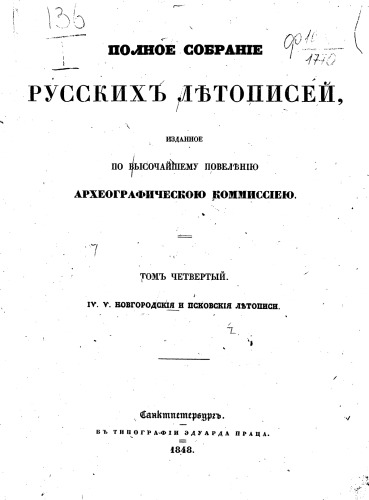 136
I
ПОЛНОЕ СОБРАНІЕ
РУССКИХЪ ЛѢТОПИСЕЙ,
ИЗДАННОЕ
ПО ВЫСОЧАЙШЕМУ ПОВЕЛѢНІЮ
АРХЕОГРАФИЧЕСКОЮ КОММИССІЕЮ.
ТОМЪ ЧЕТВЕРТЫЙ.
IV. V. НОВГОРОДСКІЯ И ПСКОВСКІЯ ЛѢТОПИСИ.
Санктпетербургъ.
ВЪ ТИПОГРАФІИ ЭДУАРДА ПРАЦА.
1848.